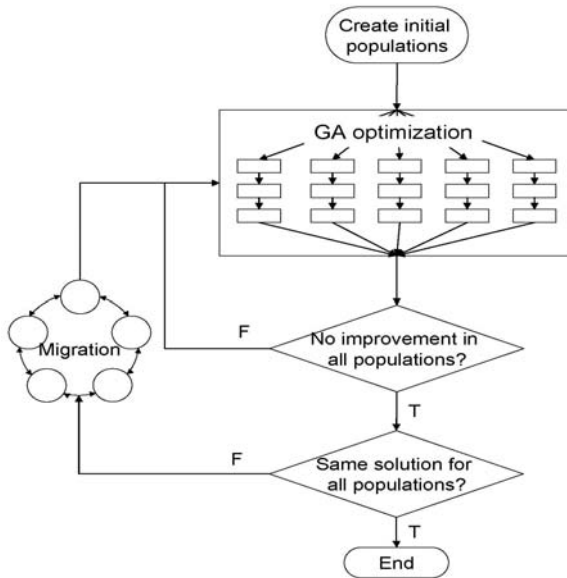 Create initial
populations
GA optimization
F
No improvement in
all populations?
Migration
T
F
Same solution for
all populations?
T
End